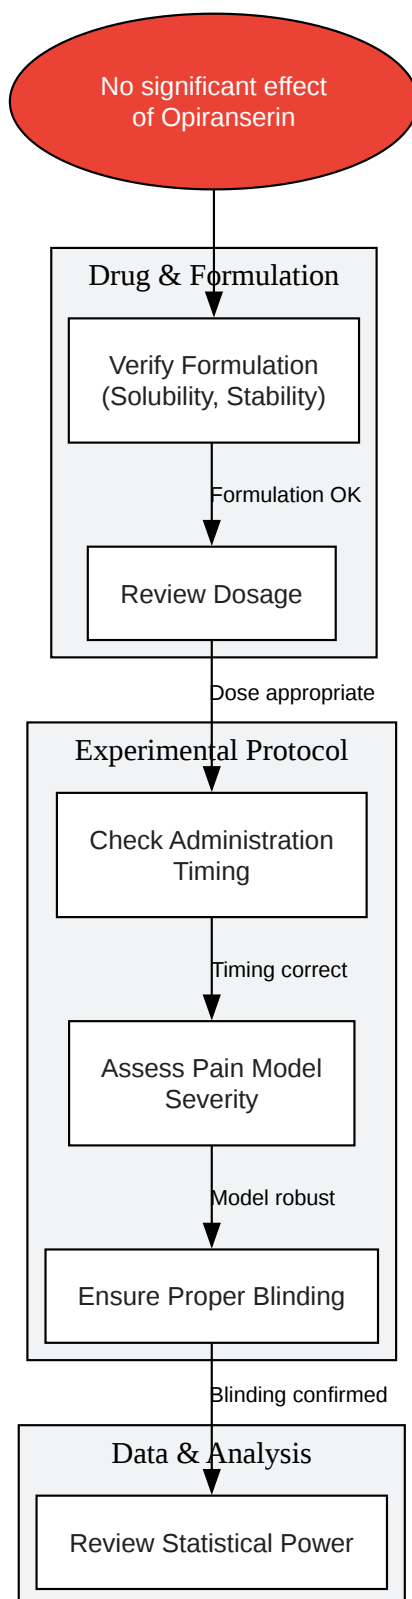 No significant effect
of Opiranserin
Drug & Formulation
Verify Formulation
(Solubility, Stability)
Formulation OK
Review Dosage
Dose appropriate
Experimental Protocol
Check Administration
Timing
Timing correct
Assess Pain Model
Severity
Model robust
Ensure Proper Blinding
Blinding confirmed
Data & Analysis
Review Statistical Power